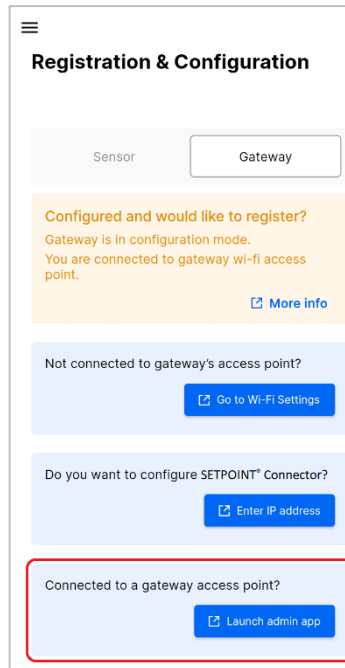 Registration & Configuration
Sensor
Gateway
Configured and would like to register?
Gateway is in configuration mode.
You are connected to gateway wi-fi access
point.
More info
Not connected to gateway's access point?
Go to Wi-Fi Settings
Do you want to configure SETPOINT® Connector?
Enter IP address
Connected to a gateway access point?
Launch admin app